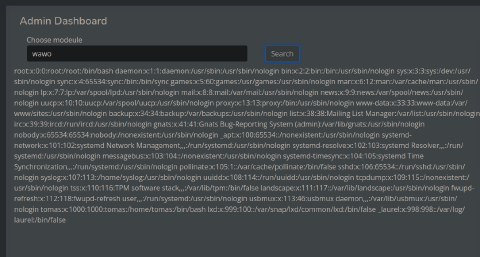 Admin Dashboard
Choose modeule
wawo
Search
root:x:0:0:root:/root:/bin/bash daemon:x:1:1:daemon:/usr/sbin:/usr/sbin/nologin bin:x:2:2:bin:/bin:/usr/sbin/nologin sys:x:3:3:sys:/dev:/usr/
sbin/nologin sync:x:4:65534:sync:/bin:/bin/sync games:x:5:60:games:/usr/games:/usr/sbin/nologin man:x:6:12:man:/var/cache/man:/usr/sbin/
nologin lp:x:7:7:lp:/var/spool/lpd:/usr/sbin/nologin mail:x:8:8:mail:/var/mail:/usr/sbin/nologin news:x:9:9:news:/var/spool/news:/usr/sbin/
nologin uucp:x:10:10:uucp:/var/spool/uucp:/usr/sbin/nologin proxy:x:13:13:proxy:/bin:/usr/sbin/nologin www-data:x:33:33:www-data:/var/
www:/sites:/usr/sbin/nologin backup:x:34:34:backup:/var/backups:/usr/sbin/nologin list:x:38:38:Mailing List Manager:/var/list:/usr/sbin/nologin
irc:x:39:39:ircd:/run/ircd:/usr/sbin/nologin gnats:x:41:41:Gnats Bug-Reporting System (admin):/var/lib/gnats:/usr/sbin/nologin
nobody:x:65534:65534:nobody:/nonexistent:/usr/sbin/nologin _apt:x:100:65534::/nonexistent:/usr/sbin/nologin systemd-
network:x:101:102:systemd Network Management,,,:/run/systemd:/usr/sbin/nologin systemd-resolve:x:102:103:systemd Resolver,,,:/run/
systemd:/usr/sbin/nologin messagebus:x:103:104::/nonexistent:/usr/sbin/nologin systemd-timesync:x:104:105:systemd Time
Synchronization,,,:/run/systemd:/usr/sbin/nologin pollinate:x:105:1::/var/cache/pollinate:/bin/false sshd:x:106:65534::/run/sshd:/usr/sbin/
nologin syslog:x:107:113::/home/syslog:/usr/sbin/nologin uuidd:x:108:114::/run/uuidd:/usr/sbin/nologin tcpdump:x:109:115::/nonexistent:/
usr/sbin/nologin tss:x:110:116:TPM software stack,,,:/var/lib/tpm:/bin/false landscape:x:111:117::/var/lib/landscape:/usr/sbin/nologin fwupd-
refresh:x:112:118:fwupd-refresh user,,,:/run/systemd:/usr/sbin/nologin usbmux:x:113:46:usbmux daemon,,,:/var/lib/usbmux:/usr/sbin/
nologin tomas:x:1000:1000:tomas:/home/tomas:/bin/bash lxd:x:999:100::/var/snap/lxd/common/lxd:/bin/false _laurel:x:998:998::/var/log/
laurel:/bin/false